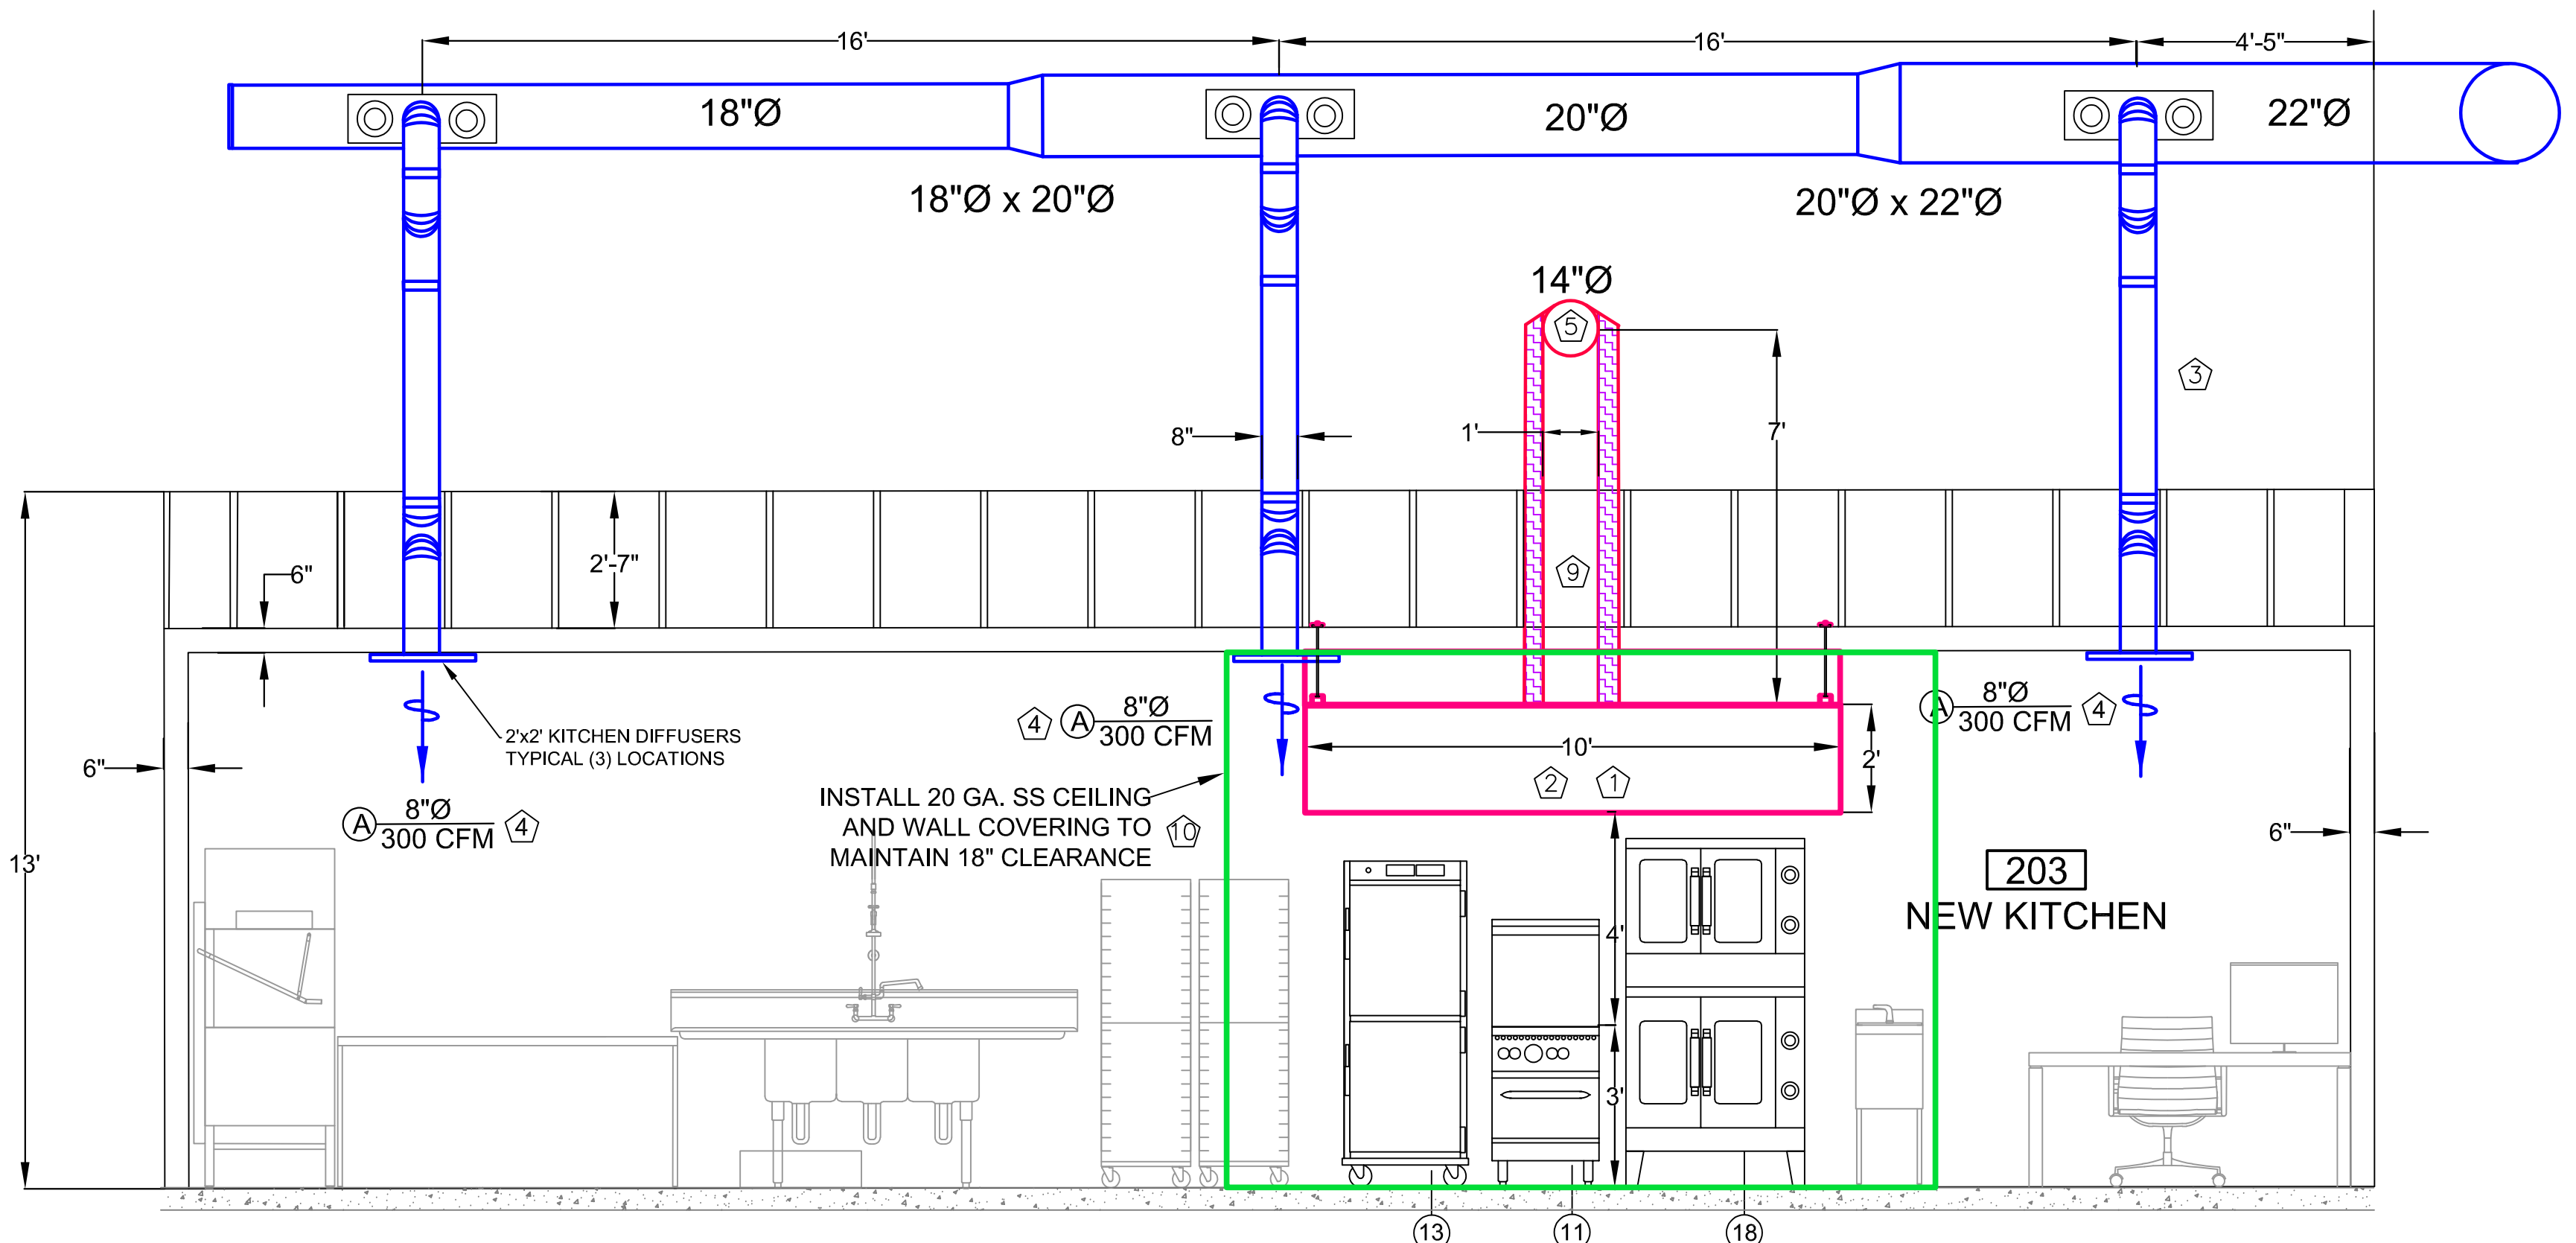 16'
16'
4'-5"
18"Ø
20"Ø
22"Ø
18"Ø x 20"Ø
20"Ø x 22"Ø
14"Ø
5
3
8"
1'
7'
6"
2'-7"
9
2'x2' KITCHEN DIFFUSERS
TYPICAL (3) LOCATIONS
4 A 8"Ø
300 CFM
A 8"Ø
300 CFM 4
10'
2'
6"
2 1
INSTALL 20 GA. SS CEILING
AND WALL COVERING TO
MAINTAIN 18" CLEARANCE
10
A 8"Ø
300 CFM 4
6"
13'
203
NEW KITCHEN
4'
3'
13
11
18